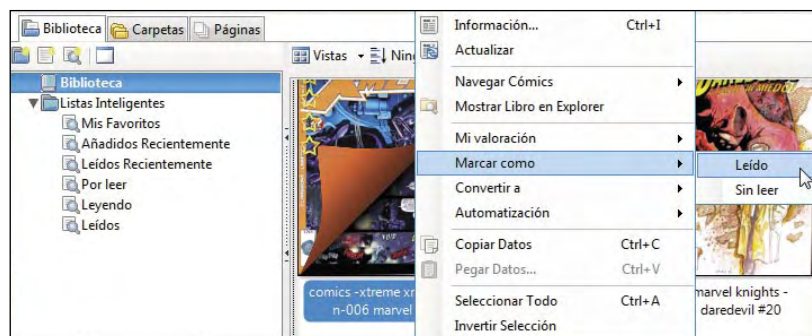 Biblioteca Carpetas Páginas
Vistas
Biblioteca
Listas Inteligentes
Mis Favoritos
Añadidos Recientemente
Leídos Recientemente
Por leer
Leyendo
Leídos
Información... Ctrl+I
Actualizar
Navegar Cómics
Mostrar Libro en Explorer
Mi valoración
Marcar como
Convertir a
Automatización
Copiar Datos Ctrl+C
Pegar Datos... Ctrl+V
Seleccionar Todo Ctrl+A
Invertir Selección
Leído
Sin leer
comics -xtreme
n-006 marvel
marvel knights -
daredevil #20